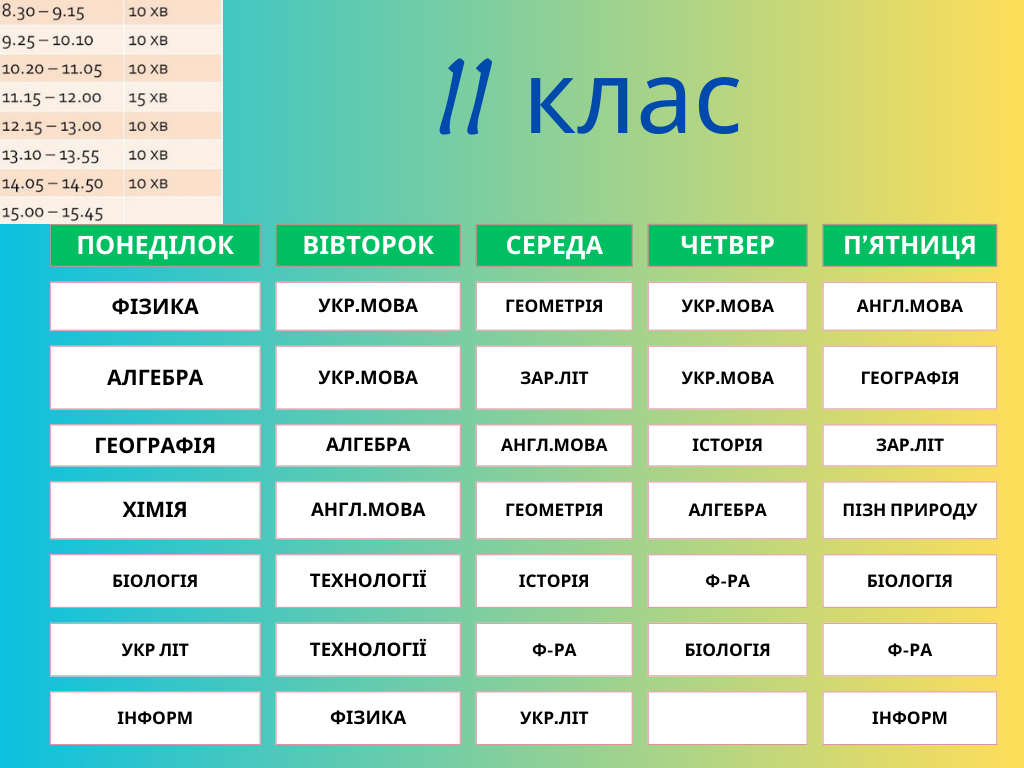 8.30 – 9.15 10 хв
9.25 – 10.10 10 хв
10.20 – 11.05 10 хв
11.15 – 12.00 15 хв
12.15 – 13.00 10 хв
13.10 – 13.55 10 хв
14.05 – 14.50 10 хв
15.00 – 15.45
11 клас
ПОНЕДІЛОК ВІВТОРОК СЕРЕДА ЧЕТВЕР П’ЯТНИЦЯ
ФІЗИКА УКР.МОВА ГЕОМЕТРІЯ УКР.МОВА АНГЛ.МОВА
АЛГЕБРА УКР.МОВА ЗАР.ЛІТ УКР.МОВА ГЕОГРАФІЯ
ГЕОГРАФІЯ АЛГЕБРА АНГЛ.МОВА ІСТОРІЯ ЗАР.ЛІТ
ХІМІЯ АНГЛ.МОВА ГЕОМЕТРІЯ АЛГЕБРА ПІЗН ПРИРОДУ
БІОЛОГІЯ ТЕХНОЛОГІЇ ІСТОРІЯ Ф-РА БІОЛОГІЯ
УКР ЛІТ ТЕХНОЛОГІЇ Ф-РА БІОЛОГІЯ Ф-РА
ІНФОРМ ФІЗИКА УКР.ЛІТ ІНФОРМ